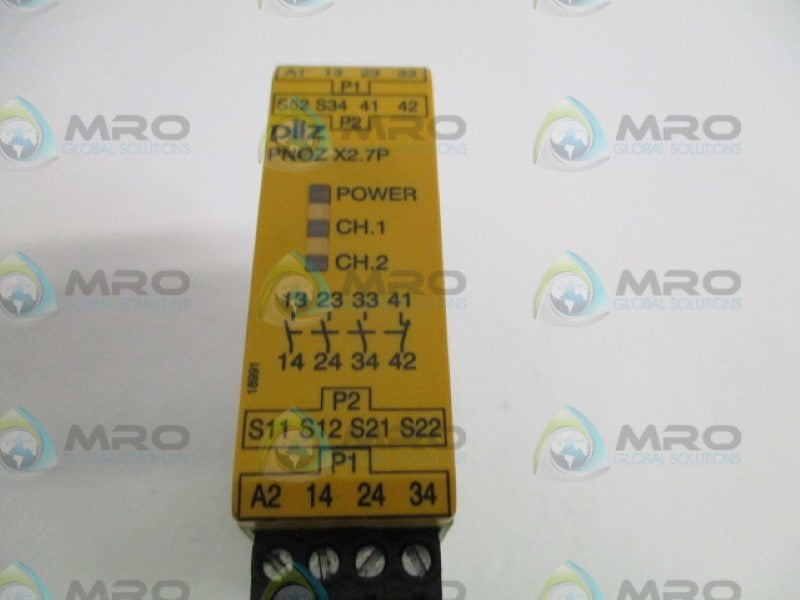 A1 13 23 33
P1
S52 S34 41 42
P2
pilz
PNOZ X2.7P
POWER
CH.1
CH.2
13 23 33 41
14 24 34 42
18991
P2
S11 S12 S21 S22
P1
A2 14 24 34
MRO
GLOBAL SOLUTIONS